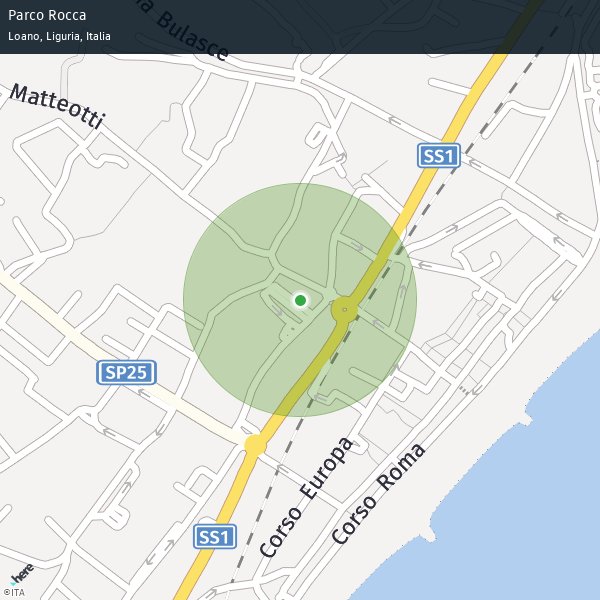 Parco Rocca
Loano, Liguria, Italia
Bulasce
Matteotti
SS1
SP25
Corso Europa
Corso Roma
SS1
here
©ITA